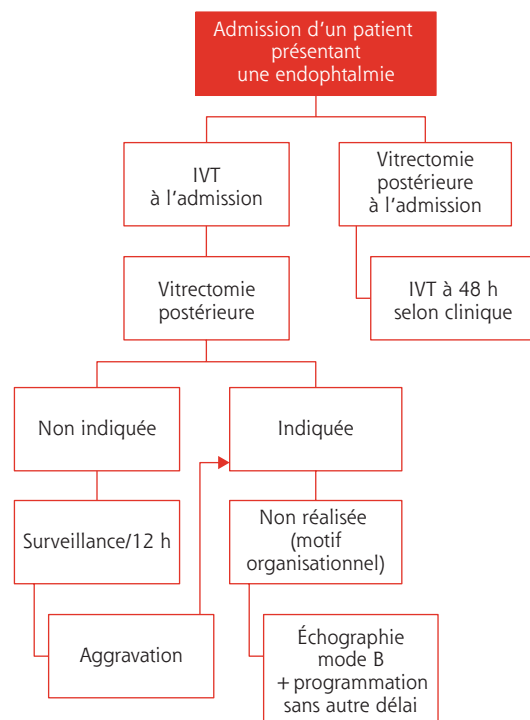 Admission d'un patient
présentant
une endophtalmie
IVT
à l'admission
Vitrectomie
postérieure
à l'admission
Vitrectomie
postérieure
IVT à 48 h
selon clinique
Non indiquée
Indiquée
Surveillance/12 h
Non réalisée
(motif
organisationnel)
Aggravation
Échographie
mode B
+ programmation
sans autre délai